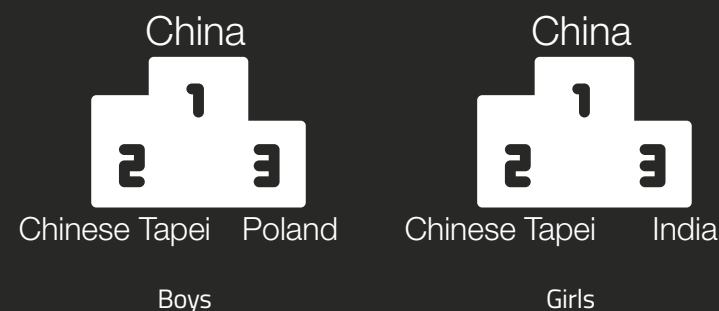 China China
1 1
2 3 2 3
Chinese Tapei Poland Chinese Tapei India
Boys Girls